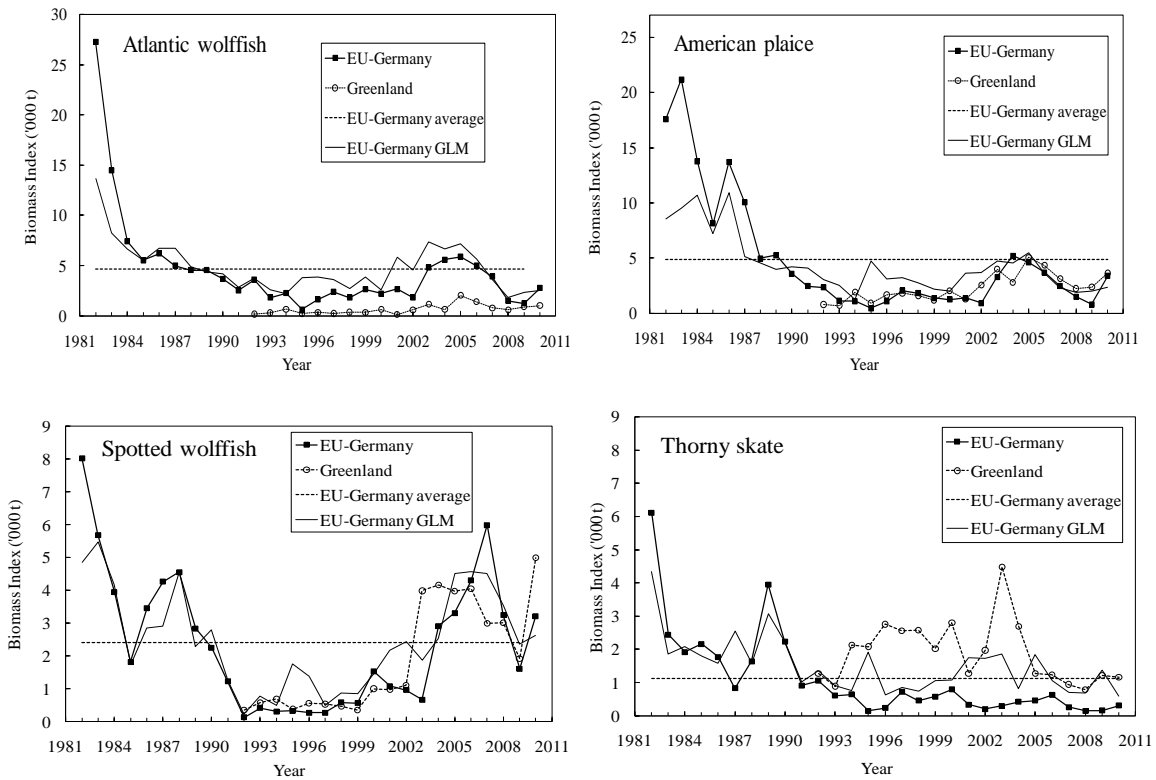 Atlantic wolffish
EU-Germany
Greenland
EU-Germany average
EU-Germany GLM
Biomass Index ('000 t)
30
25
20
15
10
5
0
1981 1984 1987 1990 1993 1996 1999 2002 2005 2008 2011
Year
American plaice
EU-Germany
Greenland
EU-Germany average
EU-Germany GLM
Biomass Index ('000 t)
25
20
15
10
5
0
1981 1984 1987 1990 1993 1996 1999 2002 2005 2008 2011
Year
Spotted wolffish
EU-Germany
Greenland
EU-Germany average
EU-Germany GLM
Biomass Index ('000 t)
9
8
7
6
5
4
3
2
1
0
1981 1984 1987 1990 1993 1996 1999 2002 2005 2008 2011
Year
Thorny skate
EU-Germany
Greenland
EU-Germany average
EU-Germany GLM
Biomass Index ('000 t)
9
8
7
6
5
4
3
2
1
0
1981 1984 1987 1990 1993 1996 1999 2002 2005 2008 2011
Year